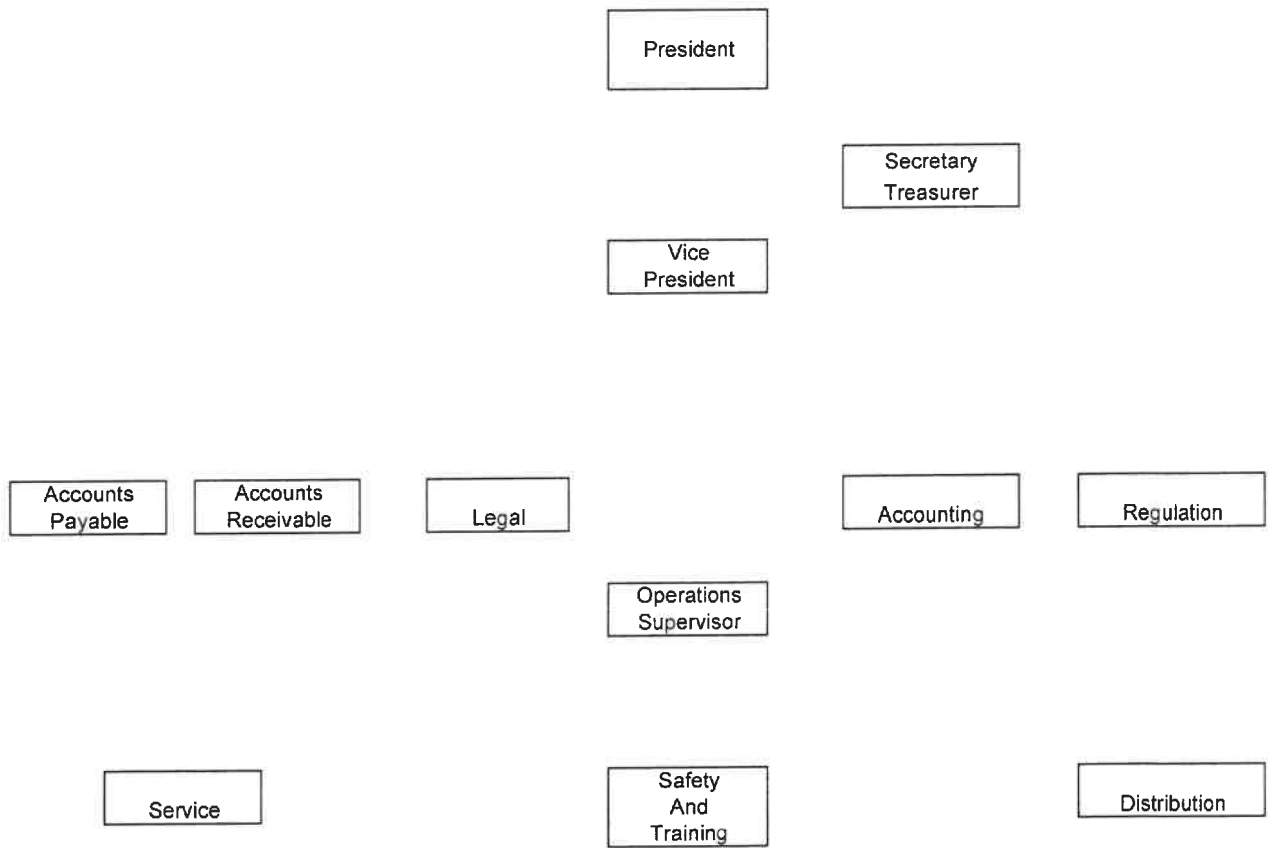 President
Secretary
Treasurer
Vice
President
Accounts
Payable
Accounts
Receivable
Legal
Accounting
Regulation
Operations
Supervisor
Service
Safety
And
Training
Distribution